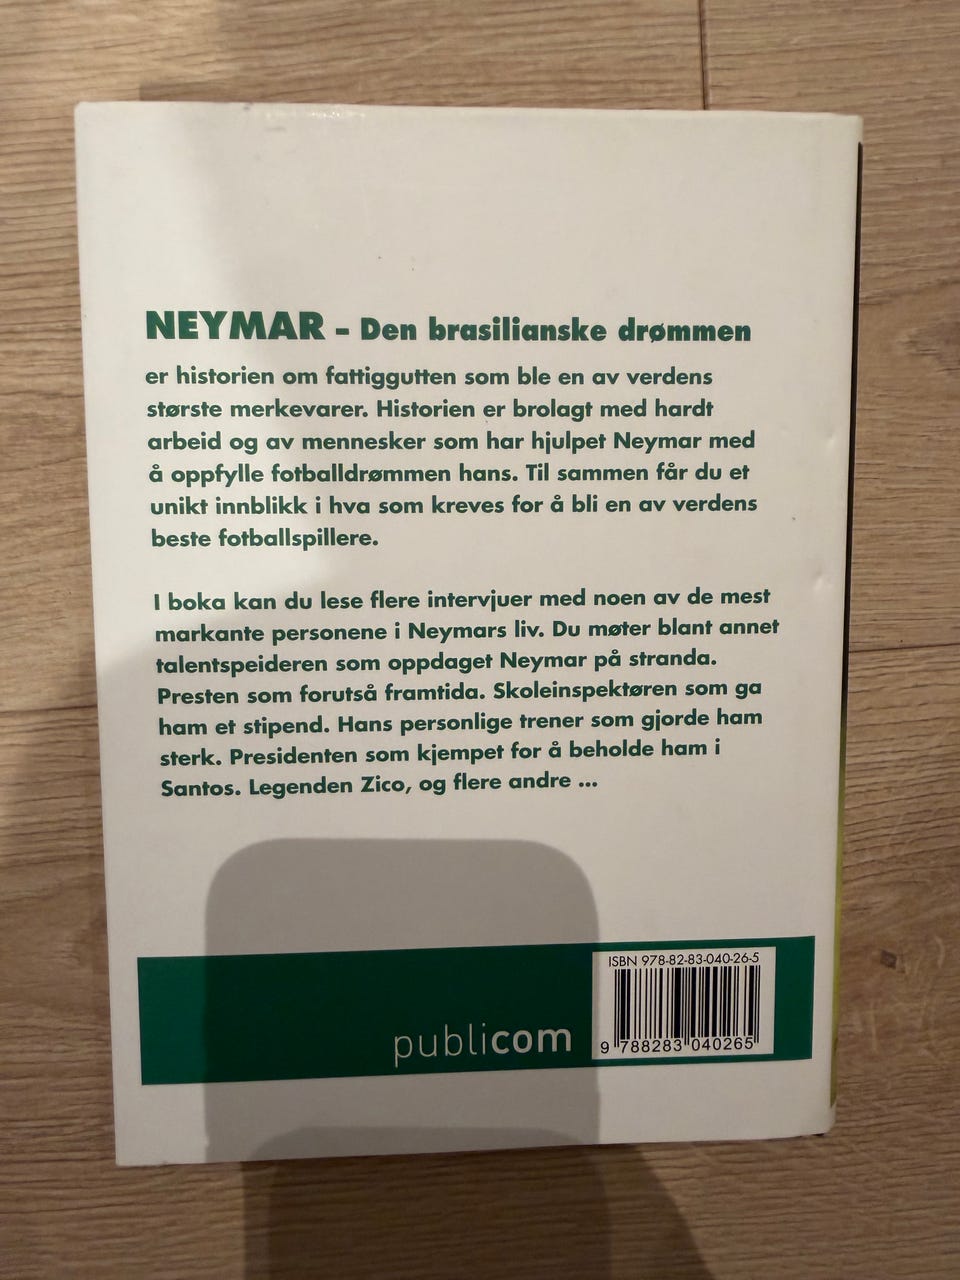 NEYMAR – Den brasilianske drømmen
er historien om fattiggutten som ble en av verdens
største merkevarer. Historien er brolagt med hardt
arbeid og av mennesker som har hjulpet Neymar med
å oppfylle fotballdrømmen hans. Til sammen får du et
unikt innblikk i hva som kreves for å bli en av verdens
beste fotballspillere.
I boka kan du lese flere intervjuer med noen av de mest
markante personene i Neymars liv. Du møter blant annet
talentspeideren som oppdaget Neymar på stranda.
Presten som forutså framtida. Skoleinspektøren som ga
ham et stipend. Hans personlige trener som gjorde ham
sterk. Presidenten som kjempet for å beholde ham i
Santos. Legenden Zico, og flere andre ...
ISBN 978-82-83-040-26-5
publicom
9 788283 040265